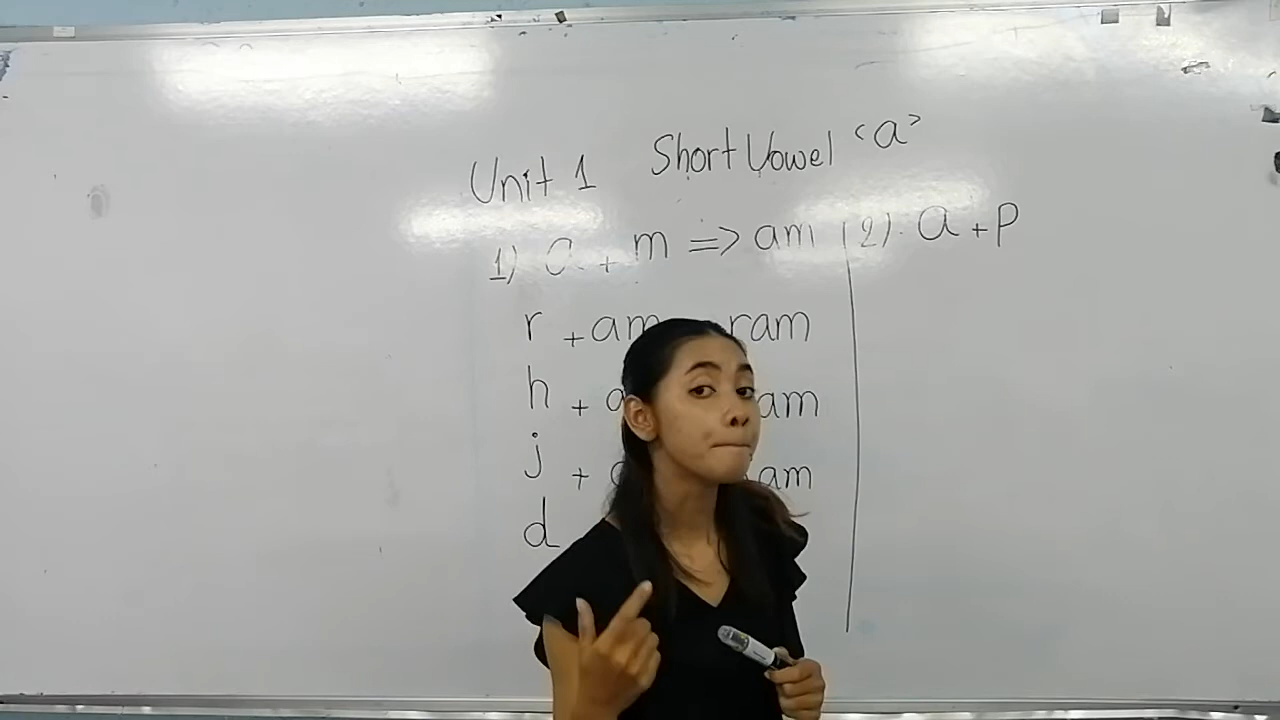 Unit 1 Short Vowel ‹a›
1) a + m => am
r + am ram
h + a am
j + am
d
2). a + p